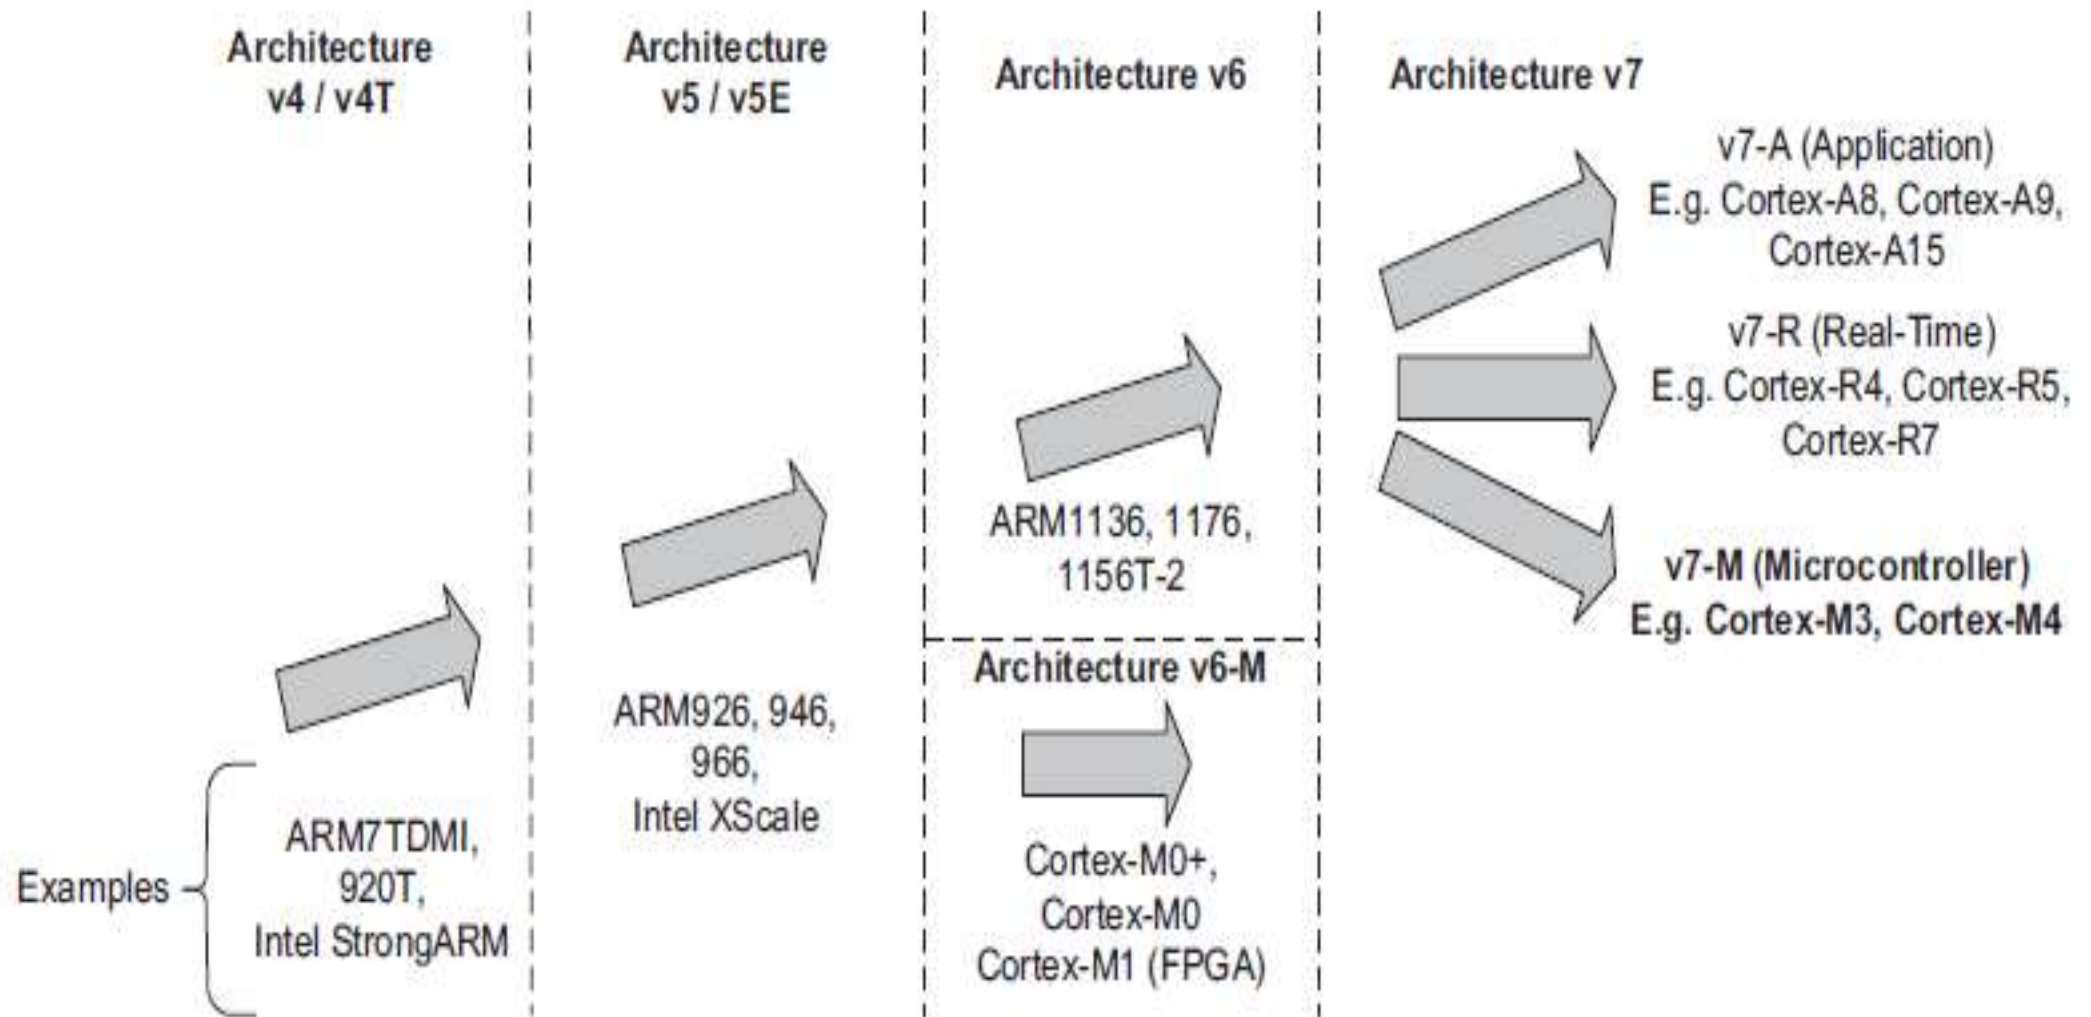 Architecture
v4 / v4T
Examples
ARM7TDMI,
920T,
Intel StrongARM
Architecture
v5 / v5E
ARM926, 946,
966,
Intel XScale
Architecture v6
ARM1136, 1176,
1156T-2
Architecture v6-M
Cortex-M0+,
Cortex-M0
Cortex-M1 (FPGA)
Architecture v7
v7-A (Application)
E.g. Cortex-A8, Cortex-A9,
Cortex-A15
v7-R (Real-Time)
E.g. Cortex-R4, Cortex-R5,
Cortex-R7
v7-M (Microcontroller)
E.g. Cortex-M3, Cortex-M4